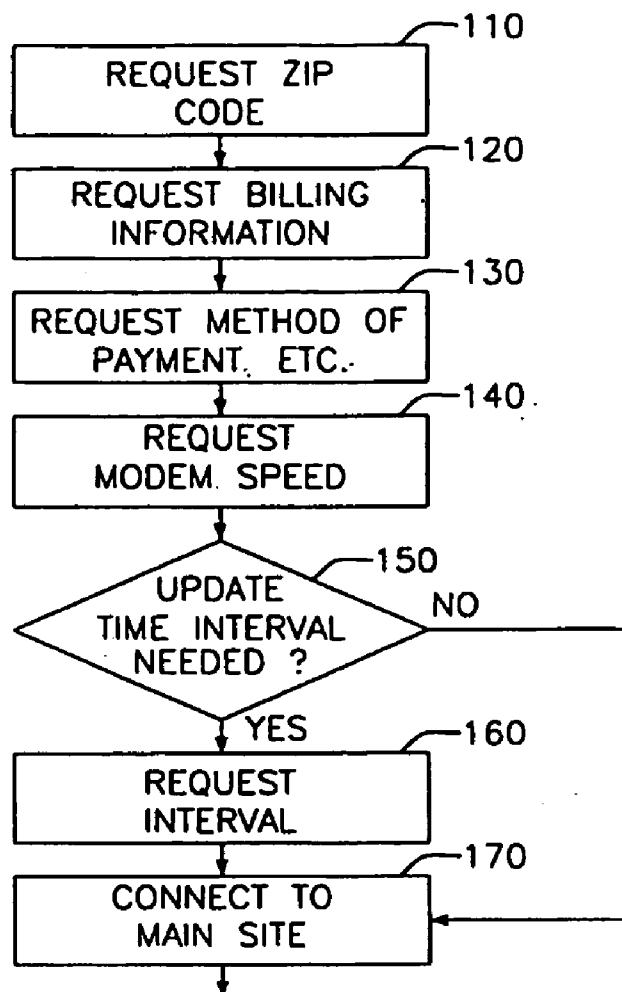 110
REQUEST ZIP
CODE
120
REQUEST BILLING
INFORMATION
130
REQUEST METHOD OF
PAYMENT. ETC.
140
REQUEST
MODEM. SPEED
150
UPDATE
TIME INTERVAL
NEEDED ?
NO
YES
160
REQUEST
INTERVAL
170
CONNECT TO
MAIN SITE